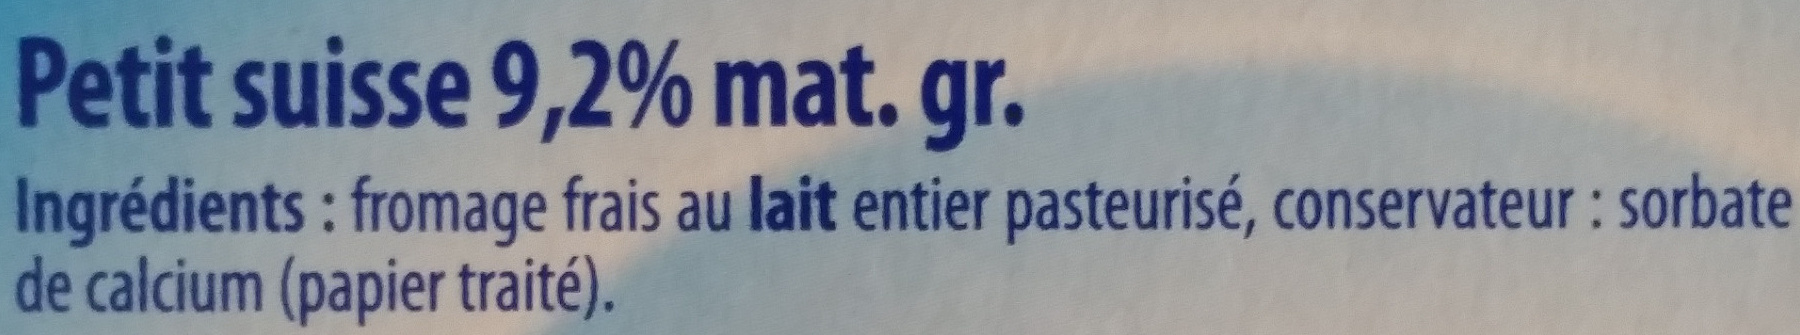 Petit suisse 9,2% mat. gr.
Ingrédients : fromage frais au lait entier pasteurisé, conservateur : sorbate
de calcium (papier traité).